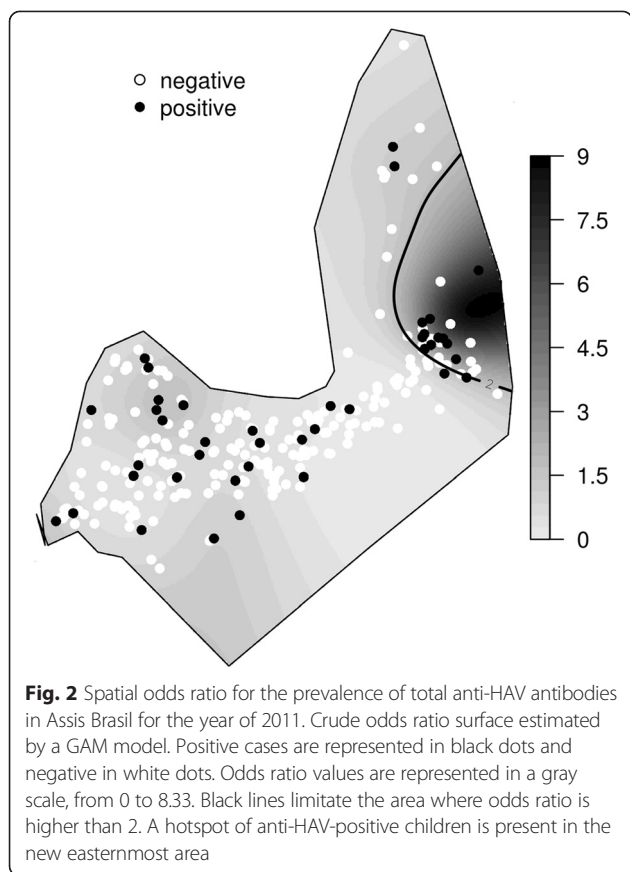 negative
positive
9
7.5
6
4.5
3
1.5
0
2
Fig. 2 Spatial odds ratio for the prevalence of total anti-HAV antibodies
in Assis Brasil for the year of 2011. Crude odds ratio surface estimated
by a GAM model. Positive cases are represented in black dots and
negative in white dots. Odds ratio values are represented in a gray
scale, from 0 to 8.33. Black lines limitate the area where odds ratio is
higher than 2. A hotspot of anti-HAV-positive children is present in the
new easternmost area